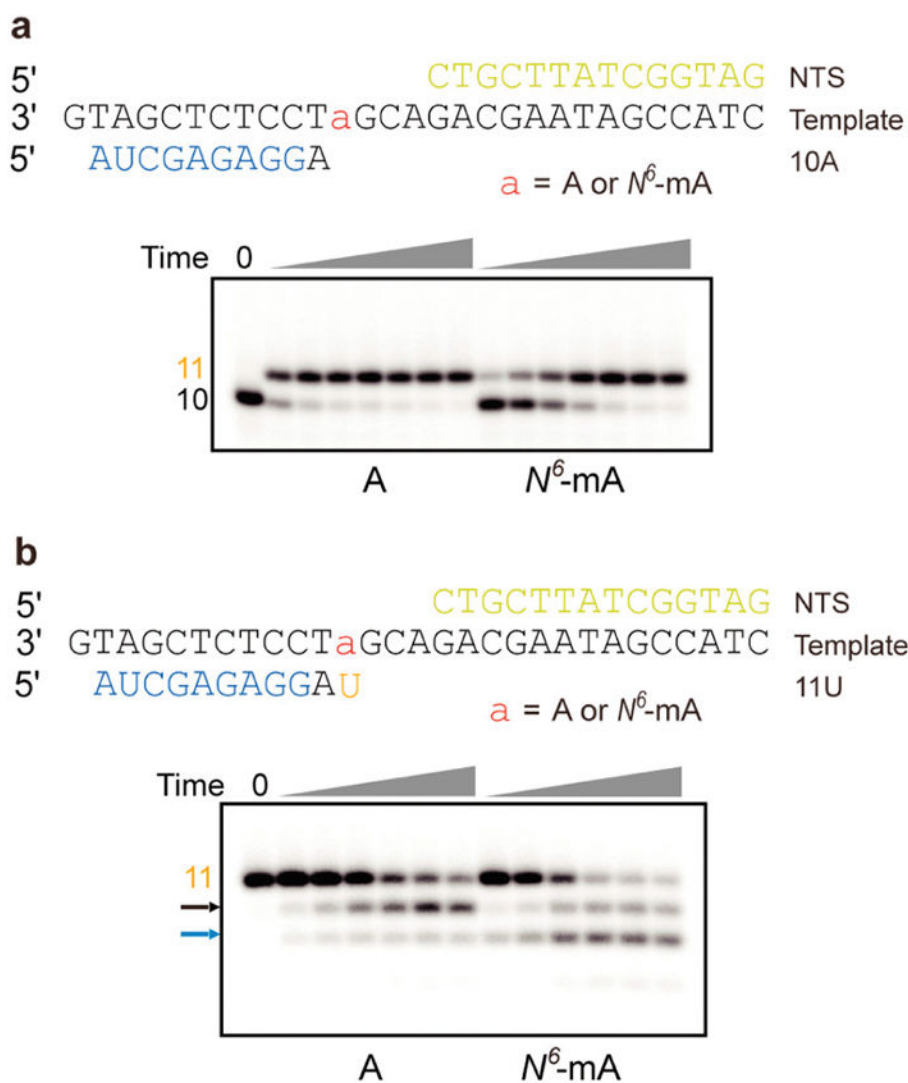 a
5' CTGCTTATCGGTAG NTS
3' GTAGCTCTCCTaGCAGACGAATAGCCATC Template
5' AUCGAGAGGA 10A
a = A or N⁶-mA
Time 0
11
10
A N⁶-mA
b
5' CTGCTTATCGGTAG NTS
3' GTAGCTCTCCTaGCAGACGAATAGCCATC Template
5' AUCGAGAGGAU 11U
a = A or N⁶-mA
Time 0
11
A N⁶-mA